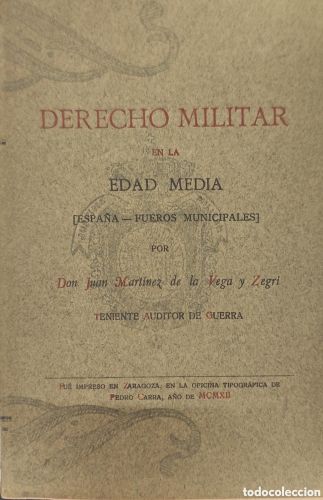 DERECHO MILITAR
EN LA
EDAD MEDIA
[ESPAÑA — FUEROS MUNICIPALES]
POR
Don Juan Martínez de la Vega y Zegrí
TENIENTE AUDITOR DE GUERRA
FUÉ IMPRESO EN ZARAGOZA, EN LA OFICINA TIPOGRÁFICA DE
PEDRO CARRA, AÑO DE MCMXII
todocoleccion